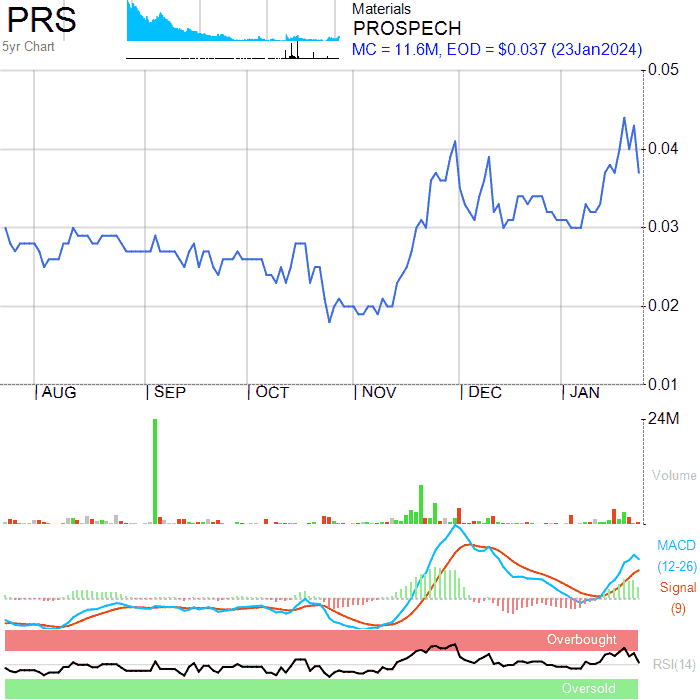 PRS
5yr Chart
Materials
PROSPECH
MC = 11.6M, EOD = $0.037 (23Jan2024)
0.05
0.04
0.03
0.02
0.01
AUG SEP OCT NOV DEC JAN
24M
Volume
MACD
(12-26)
Signal
(9)
Overbought
RSI(14)
Oversold